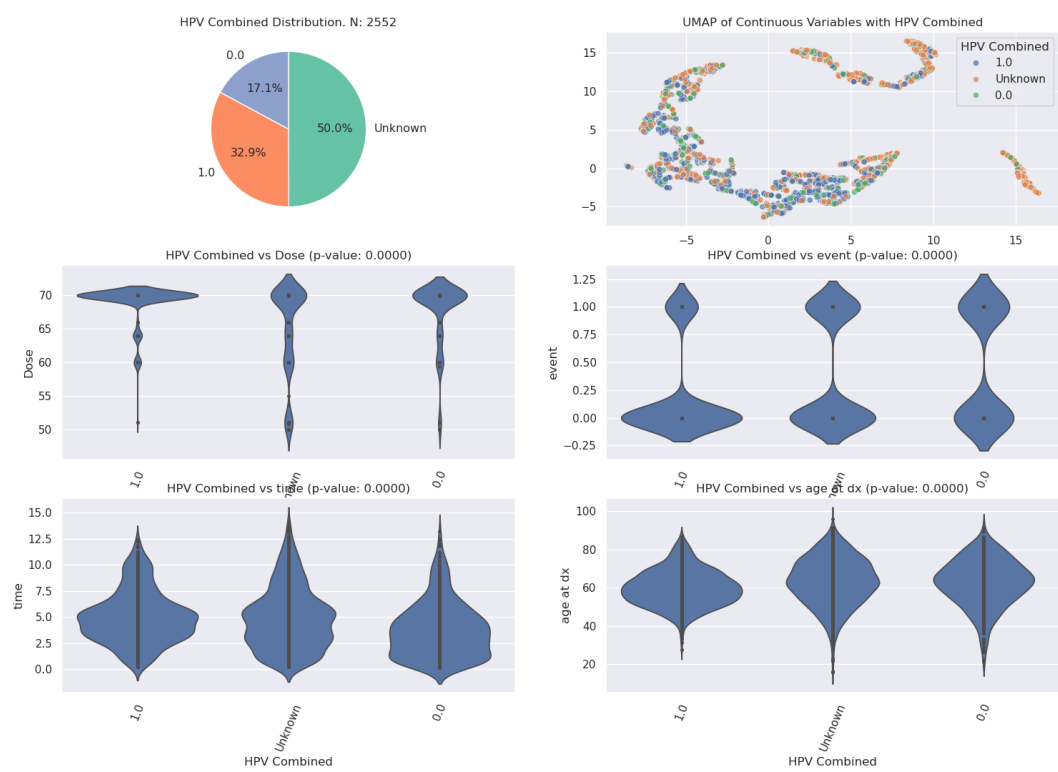 HPV Combined Distribution. N: 2552
0.0
17.1%
50.0%
Unknown
32.9%
1.0
UMAP of Continuous Variables with HPV Combined
HPV Combined
1.0
Unknown
0.0
15
10
5
0
−5
−5 0 5 10 15
HPV Combined vs Dose (p-value: 0.0000)
Dose
70
65
60
55
50
1.0
0.0
HPV Combined vs event (p-value: 0.0000)
event
1.25
1.00
0.75
0.50
0.25
0.00
−0.25
1.0
0.0
HPV Combined vs time (p-value: 0.0000)
time
15.0
12.5
10.0
7.5
5.0
2.5
0.0
1.0
Unknown
0.0
HPV Combined
HPV Combined vs age at dx (p-value: 0.0000)
age at dx
100
80
60
40
20
1.0
Unknown
0.0
HPV Combined